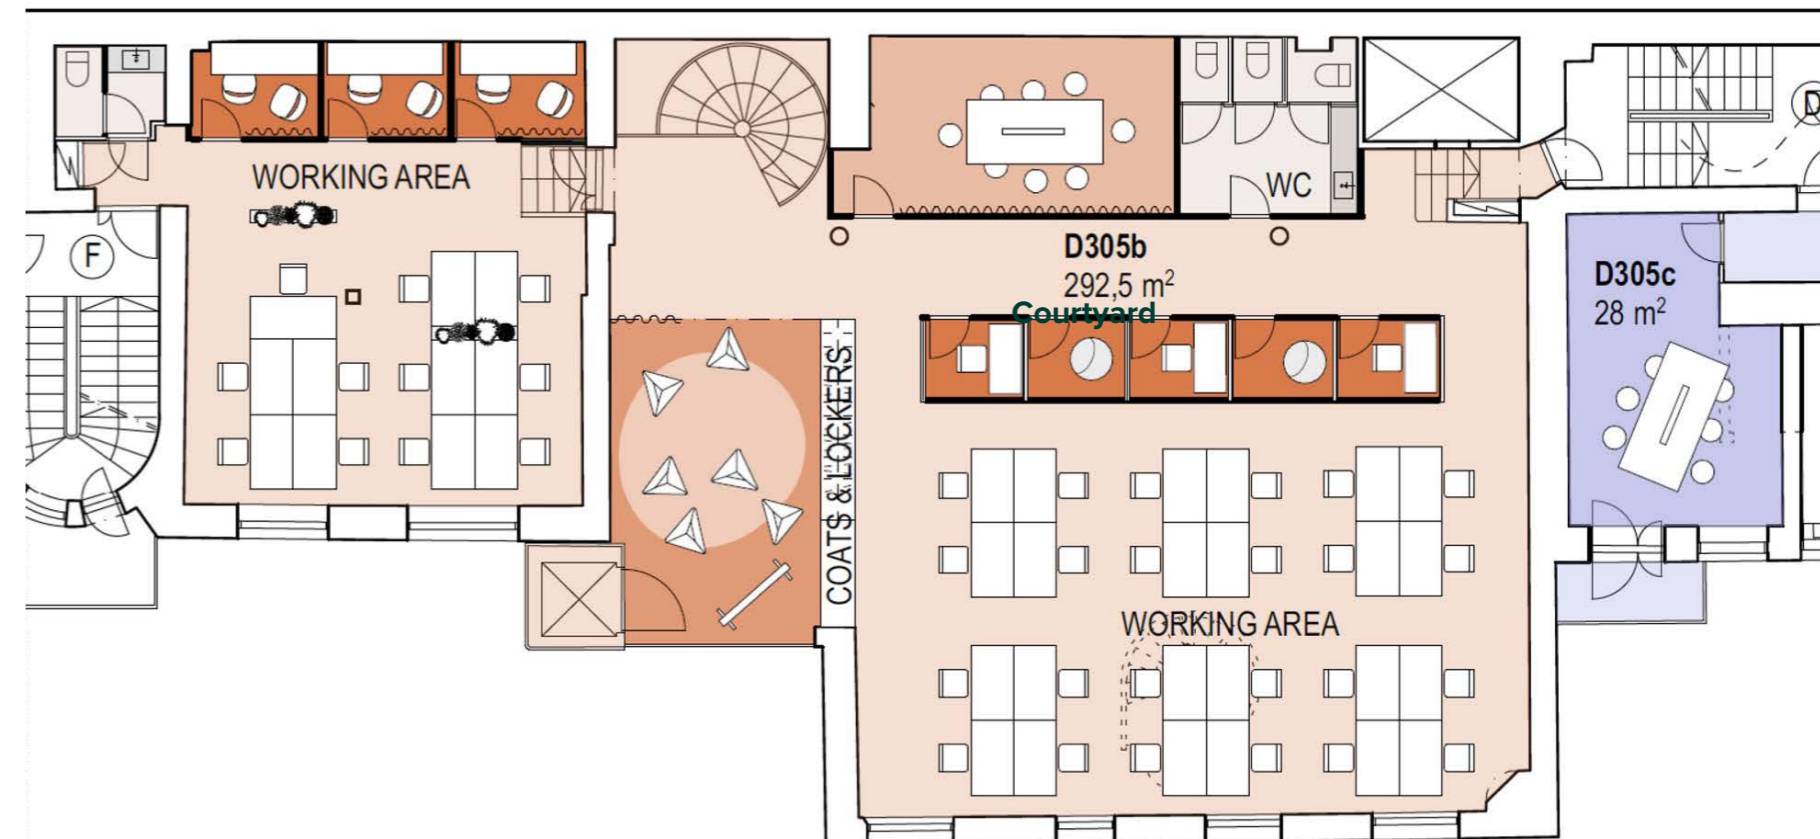 WORKING AREA
F
WC
D
D305b
292,5 m²
Courtyard
D305c
28 m²
COATS & LOCKERS
WORKING AREA